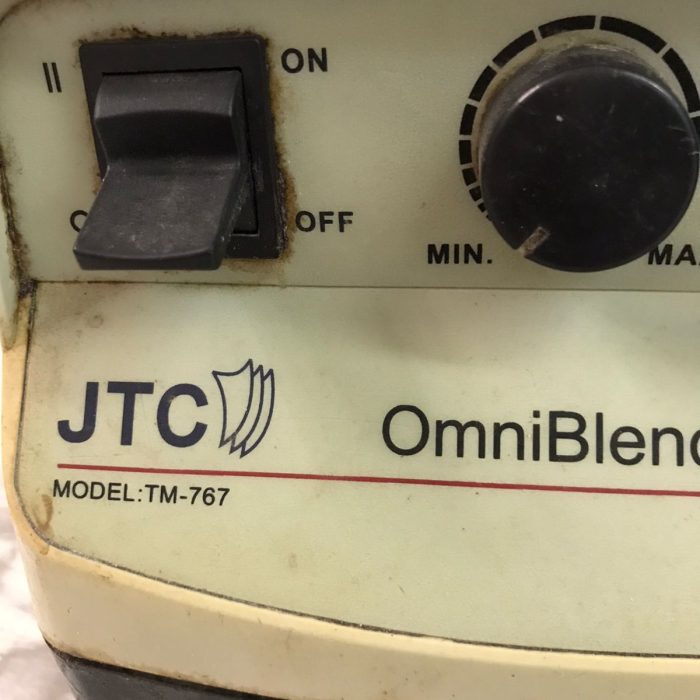 II ON
OFF
MIN.
JTC
OmniBlend
MODEL:TM-767